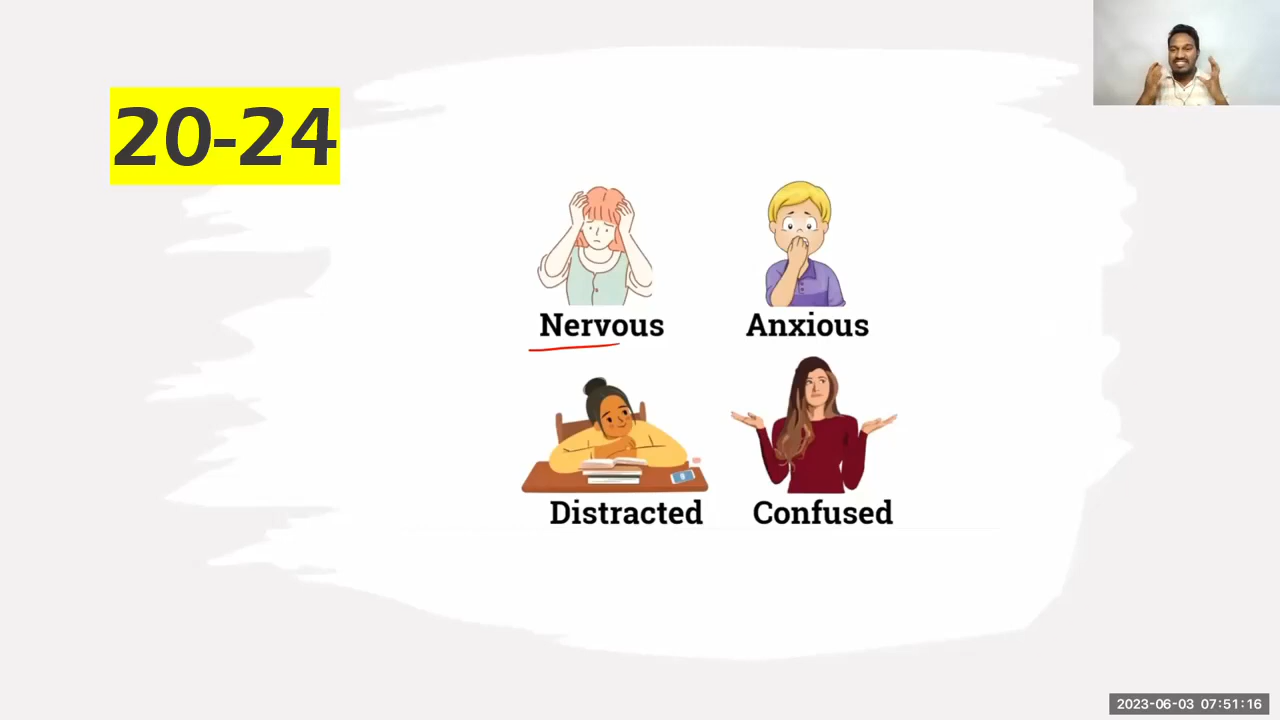 20-24
Nervous
Anxious
Distracted
Confused
2023-06-03 07:51:16